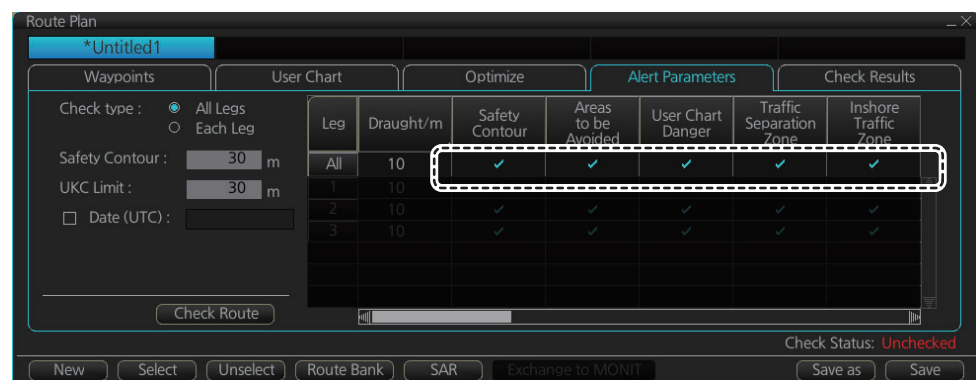 Route Plan
*Untitled1
Waypoints User Chart Optimize Alert Parameters Check Results
Check type : All Legs
Each Leg
Safety Contour : 30 m
UKC Limit : 30 m
Date (UTC) :
Check Route
Leg Draught/m Safety Contour Areas to be Avoided User Chart Danger Traffic Separation Zone Inshore Traffic Zone
All 10 ✓ ✓ ✓ ✓ ✓
1 10
2 10 ✓ ✓ ✓ ✓ ✓
3 10 ✓ ✓ ✓ ✓ ✓
Check Status: Unchecked
New Select Unselect Route Bank SAR Exchange to MONIT Save as Save